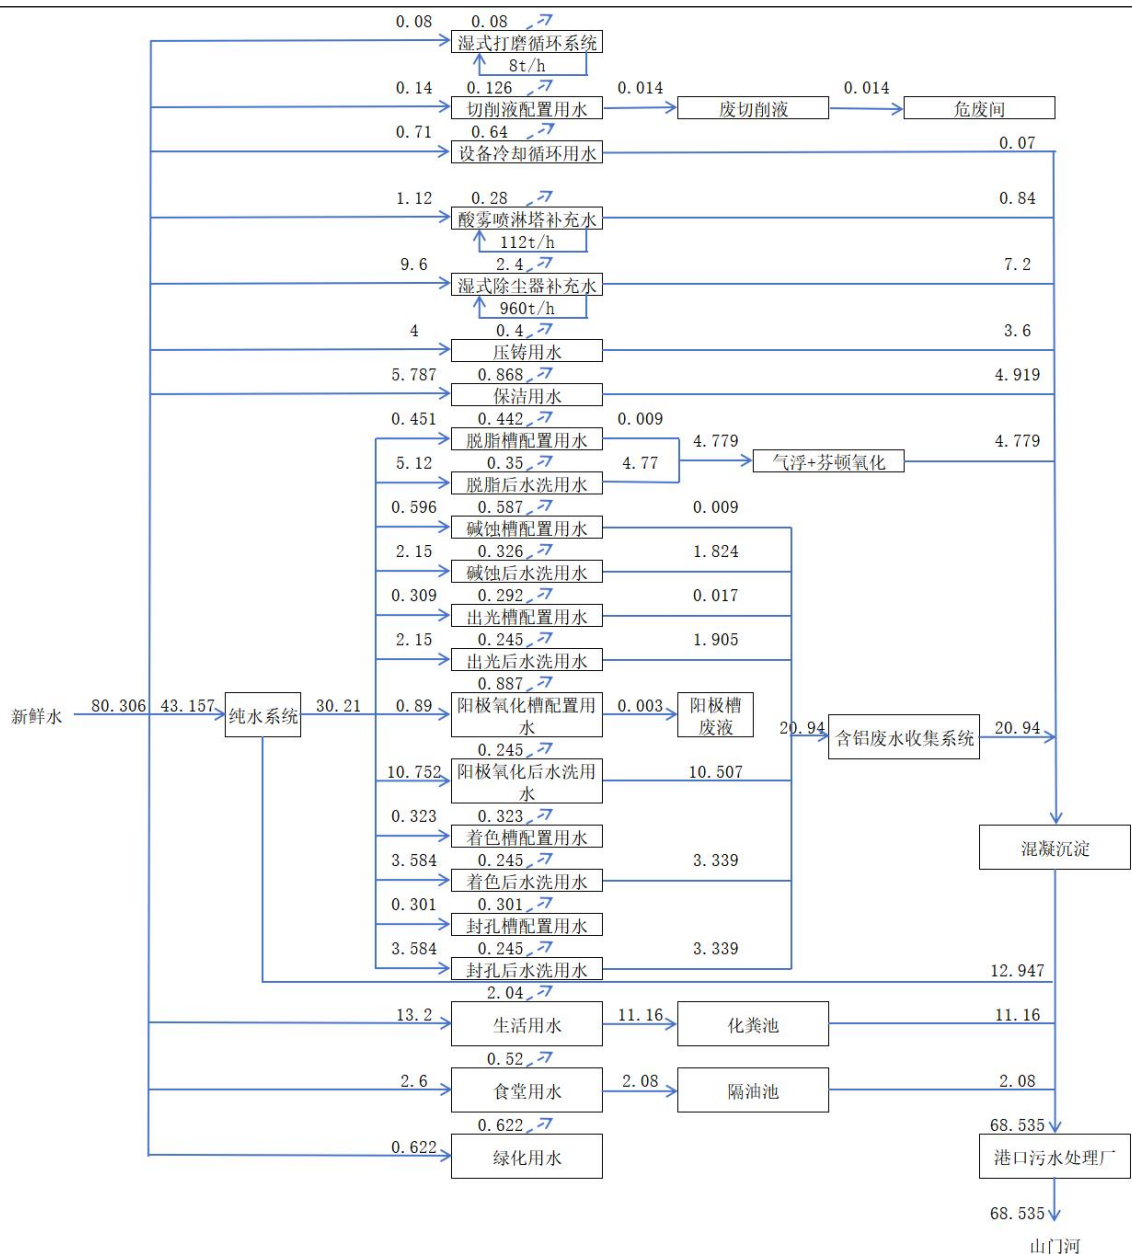 0.08 0.08
湿式打磨循环系统
8t/h
0.14 0.126 0.014 0.014
切削液配置用水 废切削液 危废间
0.71 0.64 0.07
设备冷却循环用水
1.12 0.28 0.84
酸雾喷淋塔补充水
112t/h
9.6 2.4 7.2
湿式除尘器补充水
960t/h
4 0.4 3.6
压铸用水
5.787 0.868 4.919
保洁用水
0.451 0.442 0.009
脱脂槽配置用水 4.779 4.779
气浮+芬顿氧化
5.12 0.35 4.77
脱脂后水洗用水
0.596 0.587 0.009
碱蚀槽配置用水
2.15 0.326 1.824
碱蚀后水洗用水
0.309 0.292 0.017
出光槽配置用水
2.15 0.245 1.905
出光后水洗用水
0.887
新鲜水 80.306 43.157 纯水系统 30.21 0.89 阳极氧化槽配置用 0.003 阳极槽
水 废液
20.94 含铝废水收集系统 20.94
0.245
10.752 阳极氧化后水洗用 10.507
水
0.323 0.323
着色槽配置用水
混凝沉淀
3.584 0.245 3.339
着色后水洗用水
0.301 0.301
封孔槽配置用水
3.584 0.245 3.339
封孔后水洗用水
12.947
2.04
13.2 生活用水 11.16 化粪池 11.16
0.52
2.6 食堂用水 2.08 隔油池 2.08
0.622 68.535
0.622 绿化用水 港口污水处理厂
68.535
山门河